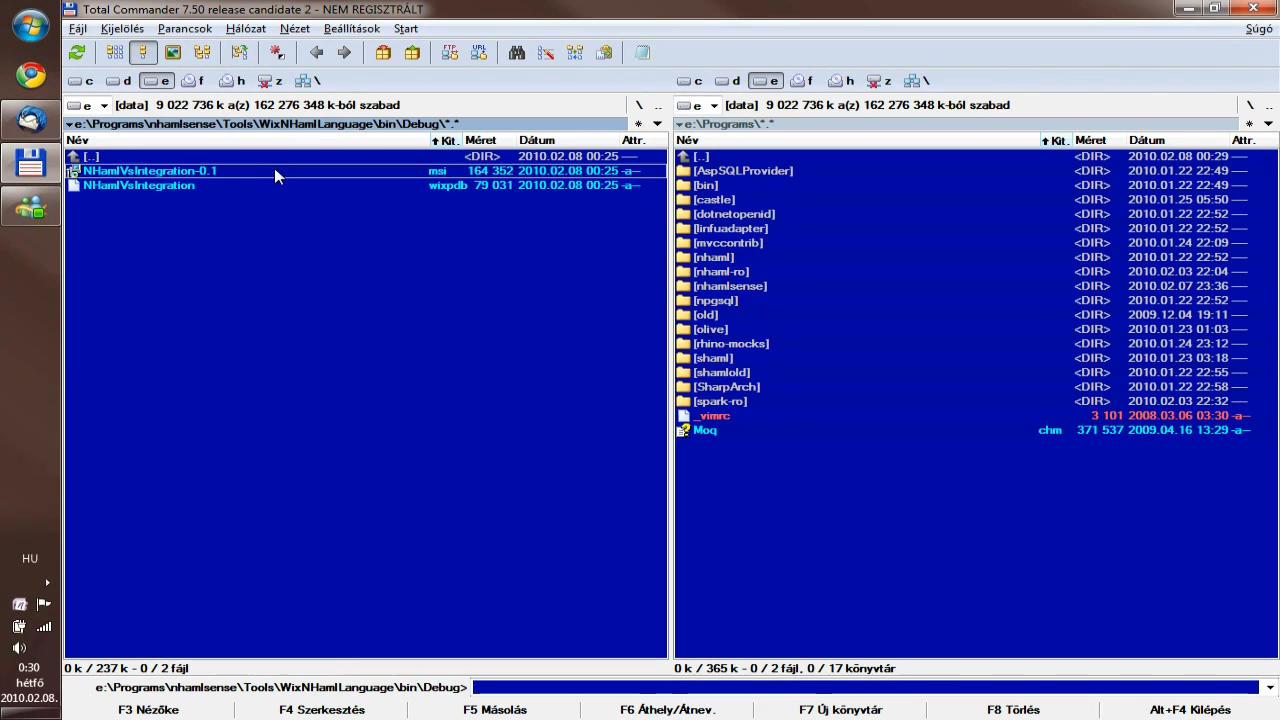 Total Commander 7.50 release candidate 2 - NEM REGISZTRÁLT
Fájl Kijelölés Parancsok Hálózat Nézet Beállítások Start Súgó
FTP URL
c d e f h z \ c d e f h z \
e [data] 9 022 736 k a(z) 162 276 348 k-ból szabad \ .. e [data] 9 022 736 k a(z) 162 276 348 k-ból szabad \ ..
e:\Programs\nhamlsense\Tools\WixNHamlLanguage\bin\Debug\*.* * e:\Programs\*.* *
Név Kit. Méret Dátum Attr. Név Kit. Méret Dátum Attr.
[..] <DIR> 2010.02.08 00:25 ---- [..] <DIR> 2010.02.08 00:29 ----
NHamlVsIntegration-0.1 msi 164 352 2010.02.08 00:25 -a-- [AspSQLProvider] <DIR> 2010.01.22 22:49 ----
NHamlVsIntegration wixpdb 79 031 2010.02.08 00:25 -a-- [bin] <DIR> 2010.01.22 22:49 ----
[castle] <DIR> 2010.01.25 05:50 ----
[dotnetopenid] <DIR> 2010.01.22 22:52 ----
[linfuadapter] <DIR> 2010.01.22 22:52 ----
[mvccontrib] <DIR> 2010.01.24 22:09 ----
[nhaml] <DIR> 2010.01.22 22:52 ----
[nhaml-ro] <DIR> 2010.02.03 22:04 ----
[nhamlsense] <DIR> 2010.02.07 23:36 ----
[npgsql] <DIR> 2010.01.22 22:52 ----
[old] <DIR> 2009.12.04 19:11 ----
[olive] <DIR> 2010.01.23 01:03 ----
[rhino-mocks] <DIR> 2010.01.24 23:12 ----
[shaml] <DIR> 2010.01.23 03:18 ----
[shamlold] <DIR> 2010.01.22 22:55 ----
[SharpArch] <DIR> 2010.01.22 22:58 ----
[spark-ro] <DIR> 2010.02.03 22:32 ----
_vimrc 3 101 2008.03.06 03:30 -a--
Moq chm 371 537 2009.04.16 13:29 -a--
HU
0:30
hétfő
2010.02.08.
0 k / 237 k - 0 / 2 fájl 0 k / 365 k - 0 / 2 fájl, 0 / 17 könyvtár
e:\Programs\nhamlsense\Tools\WixNHamlLanguage\bin\Debug>
F3 Nézőke F4 Szerkesztés F5 Másolás F6 Áthely/Átnev. F7 Új könyvtár F8 Törlés Alt+F4 Kilépés